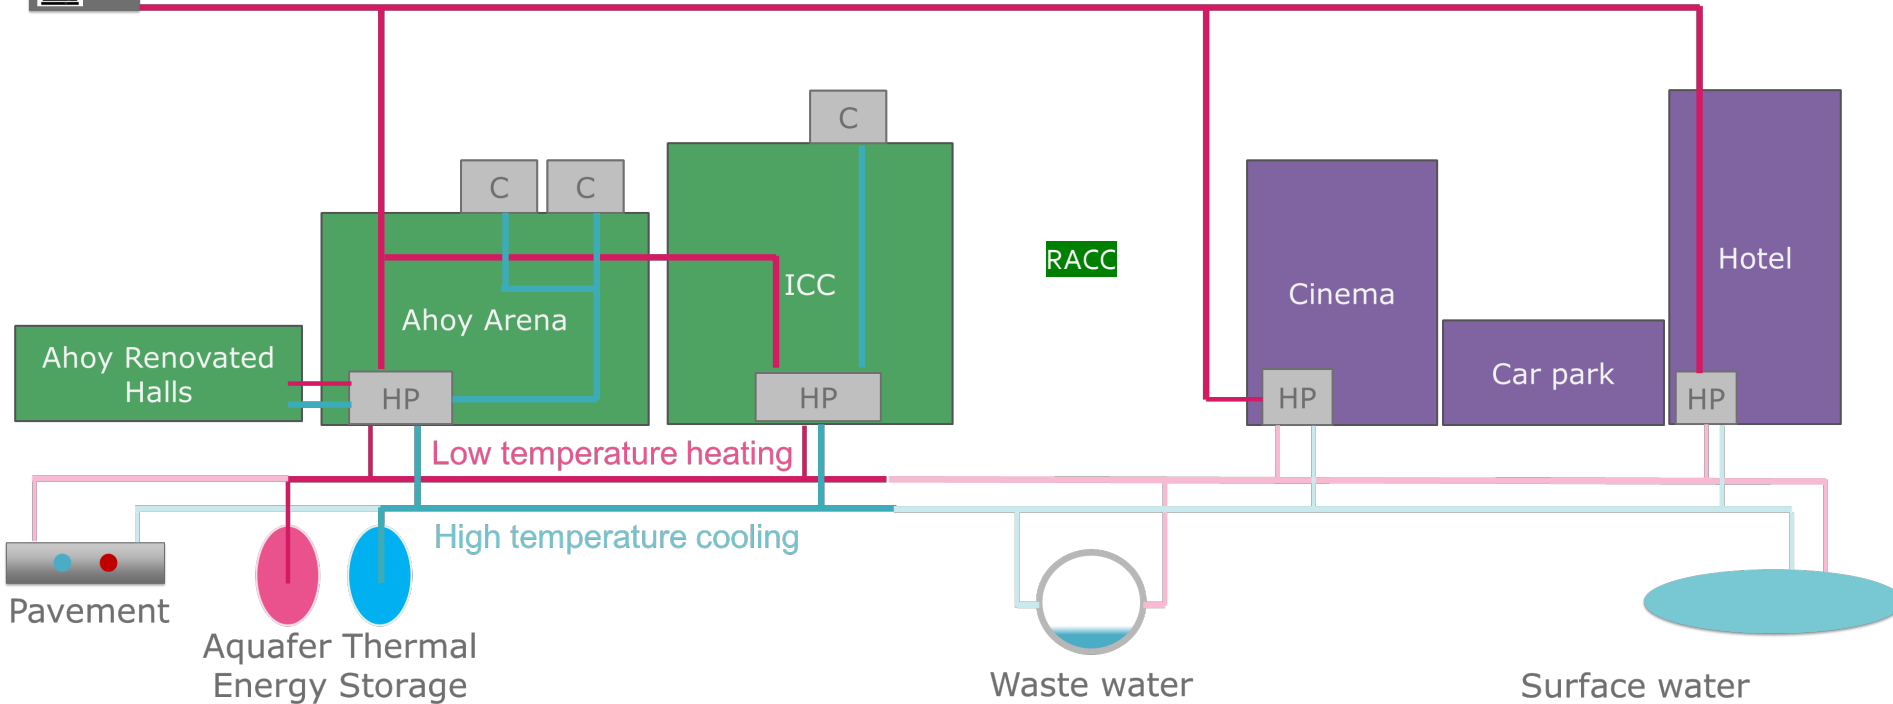 C
C
C
RACC
Hotel
ICC
Cinema
Ahoy Arena
Ahoy Renovated
Halls
Car park
HP
HP
HP
HP
Low temperature heating
High temperature cooling
Pavement
Aquafer Thermal
Energy Storage
Waste water
Surface water